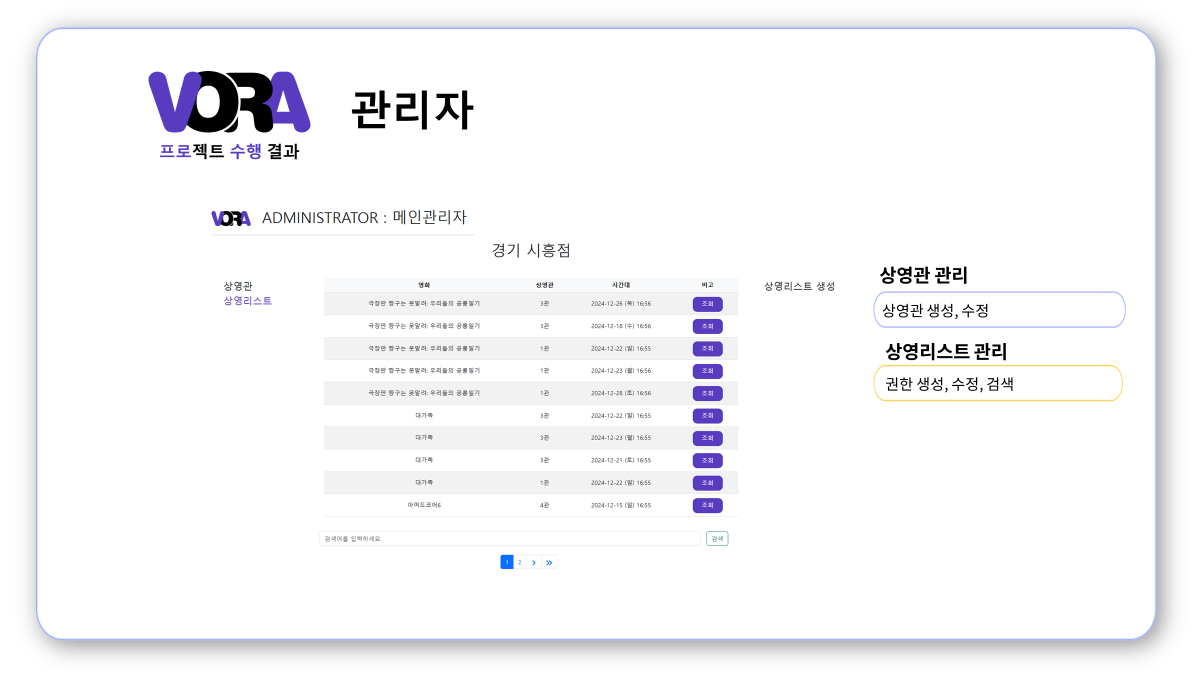 VORA
관리자
프로젝트 수행 결과
VORA ADMINISTRATOR : 메인관리자
경기 시흥점
상영관
상영리스트
영화 상영관 시간대 비고
극장판 짱구는 못말려: 우리들의 공룡일기 3관 2024-12-26 (목) 16:56 조회
극장판 짱구는 못말려: 우리들의 공룡일기 3관 2024-12-18 (수) 16:56 조회
극장판 짱구는 못말려: 우리들의 공룡일기 1관 2024-12-22 (일) 16:55 조회
극장판 짱구는 못말려: 우리들의 공룡일기 1관 2024-12-23 (월) 16:56 조회
극장판 짱구는 못말려: 우리들의 공룡일기 1관 2024-12-28 (토) 16:56 조회
대가족 3관 2024-12-22 (일) 16:55 조회
대가족 3관 2024-12-23 (월) 16:55 조회
대가족 3관 2024-12-21 (토) 16:55 조회
대가족 1관 2024-12-22 (일) 16:55 조회
아머드코어6 4관 2024-12-15 (일) 16:55 조회
검색어를 입력하세요 검색
1 2 › »
상영리스트 생성
상영관 관리
상영관 생성, 수정
상영리스트 관리
권한 생성, 수정, 검색